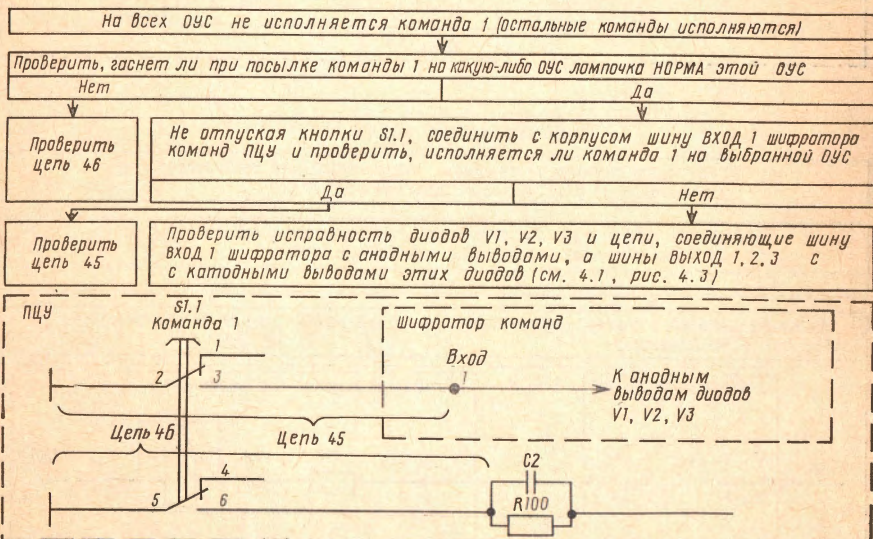 На всех ОУС не исполняется команда 1 (остальные команды исполняются)
Проверить, гаснет ли при посылке команды 1 на какую-либо ОУС лампочка НОРМА этой ОУС
Нет
Да
Проверить
цепь 46
Не отпуская кнопки S1.1, соединить с корпусом шину ВХОД 1 шифратора
команд ПЦУ и проверить, исполняется ли команда 1 на выбранной ОУС
Да
Нет
Проверить
цепь 45
Проверить исправность диодов V1, V2, V3 и цепи, соединяющие шину
ВХОД 1 шифратора с анодными выводами, а шины ВЫХОД 1,2,3 с
с катодными выводами этих диодов (см. 4.1, рис. 4.3)
ПЦУ
S1.1
Команда 1
Шифратор команд
1
Вход
2
3
1
К анодным
выводам диодов
V1, V2, V3
Цепь 46
Цепь 45
4
C2
5
6
R100